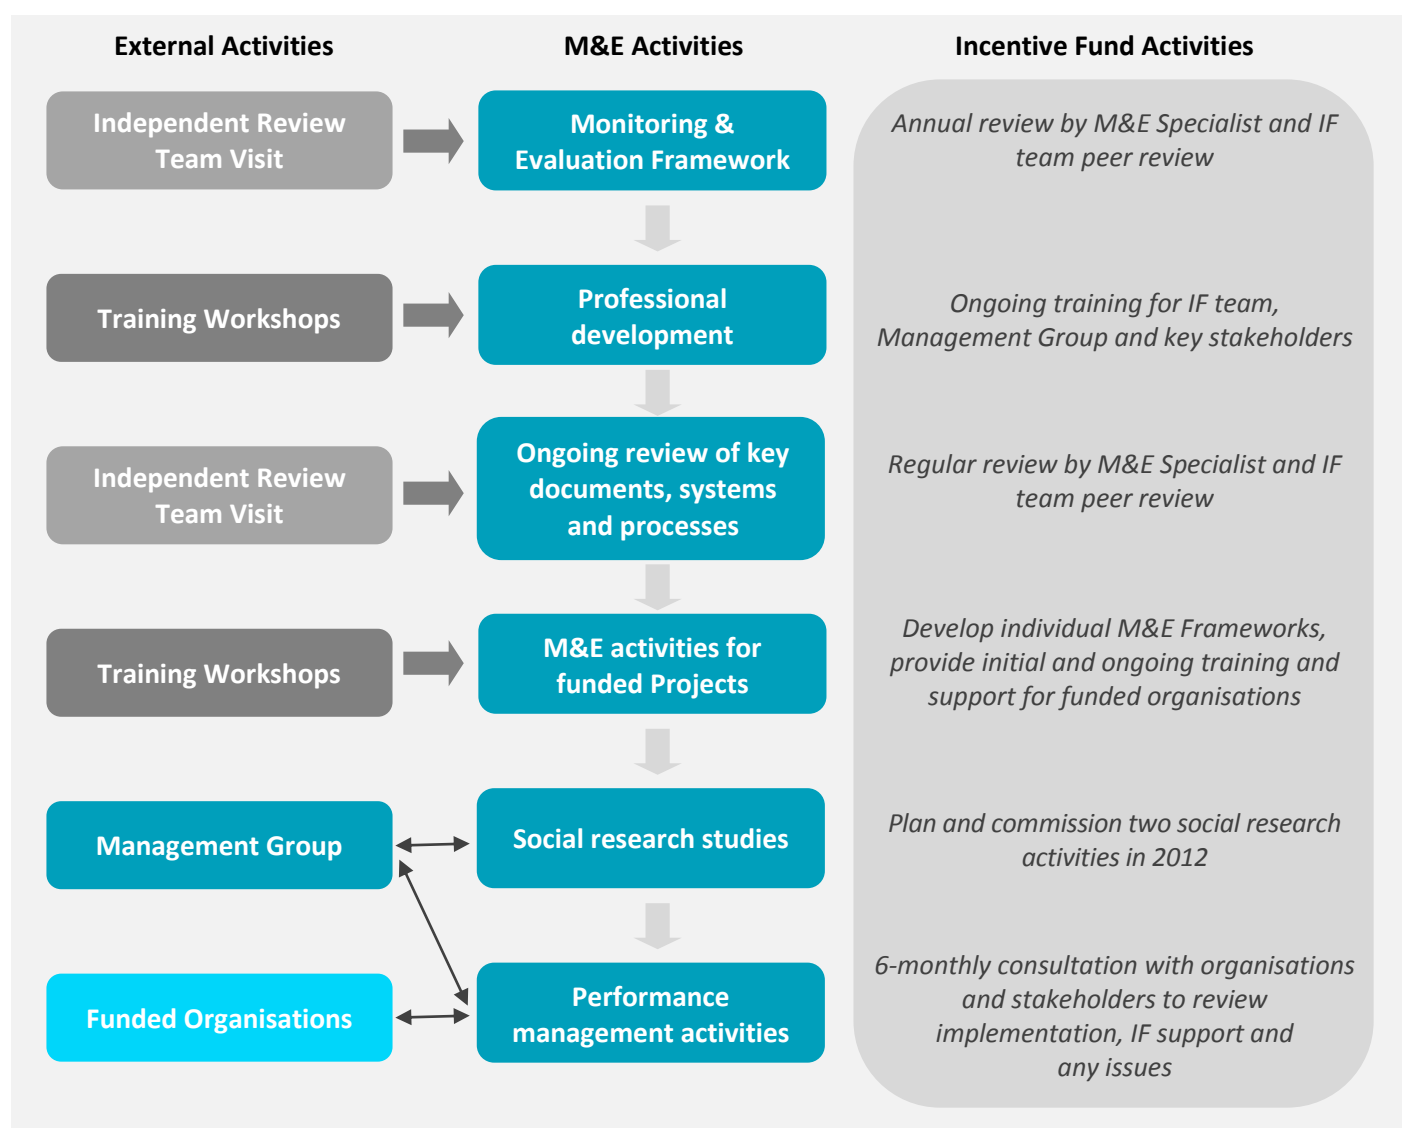 External Activities
M&E Activities
Incentive Fund Activities
Independent Review
Team Visit
Monitoring &
Evaluation Framework
Annual review by M&E Specialist and IF
team peer review
Training Workshops
Professional
development
Ongoing training for IF team,
Management Group and key stakeholders
Independent Review
Team Visit
Ongoing review of key
documents, systems
and processes
Regular review by M&E Specialist and IF
team peer review
Training Workshops
M&E activities for
funded Projects
Develop individual M&E Frameworks,
provide initial and ongoing training and
support for funded organisations
Management Group
Social research studies
Plan and commission two social research
activities in 2012
Funded Organisations
Performance
management activities
6-monthly consultation with organisations
and stakeholders to review
implementation, IF support and
any issues